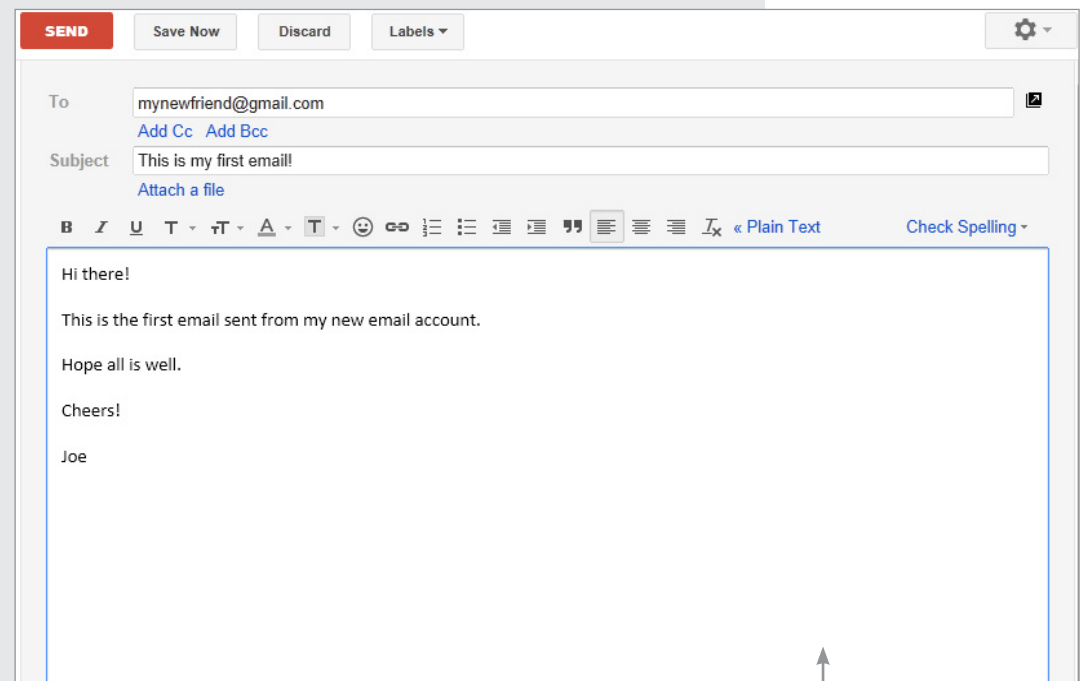 SEND Save Now Discard Labels
To mynewfriend@gmail.com
Add Cc Add Bcc
Subject This is my first email!
Attach a file
B I U T T A T « Plain Text Check Spelling
Hi there!
This is the first email sent from my new email account.
Hope all is well.
Cheers!
Joe